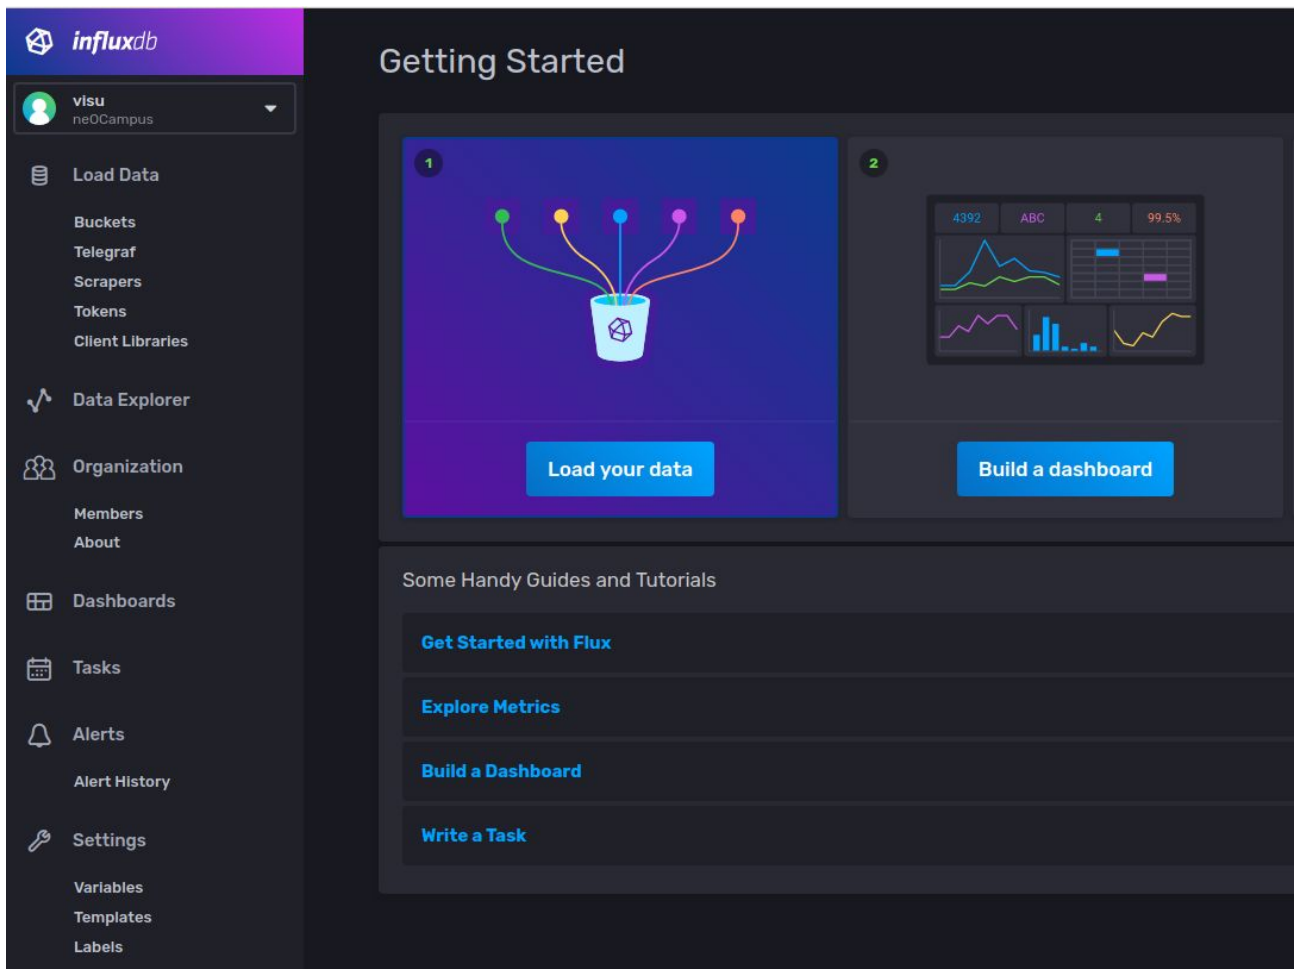 influxdb
visu
neOCampus
Load Data
Buckets
Telegraf
Scrapers
Tokens
Client Libraries
Data Explorer
Organization
Members
About
Dashboards
Tasks
Alerts
Alert History
Settings
Variables
Templates
Labels
Getting Started
1
Load your data
2
4392 ABC 4 99.5%
Build a dashboard
Some Handy Guides and Tutorials
Get Started with Flux
Explore Metrics
Build a Dashboard
Write a Task